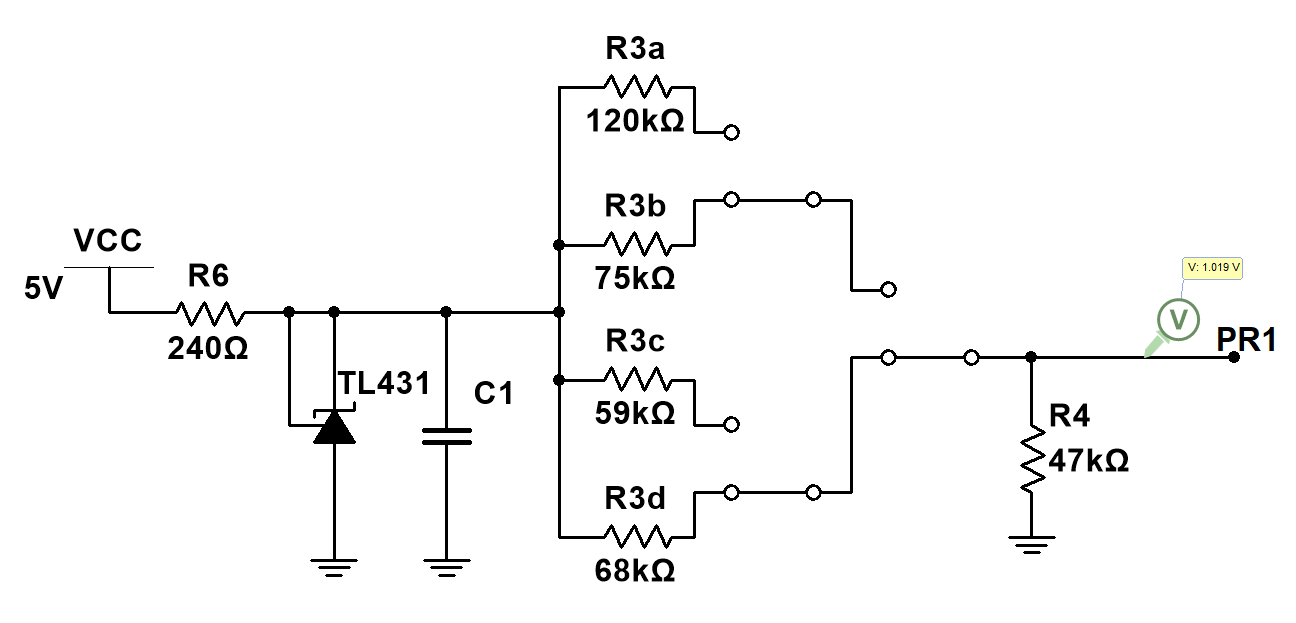 R3a
120kΩ
R3b
75kΩ
VCC
5V
R6
240Ω
TL431
C1
R3c
59kΩ
R3d
68kΩ
V: 1.019 V
V
PR1
R4
47kΩ